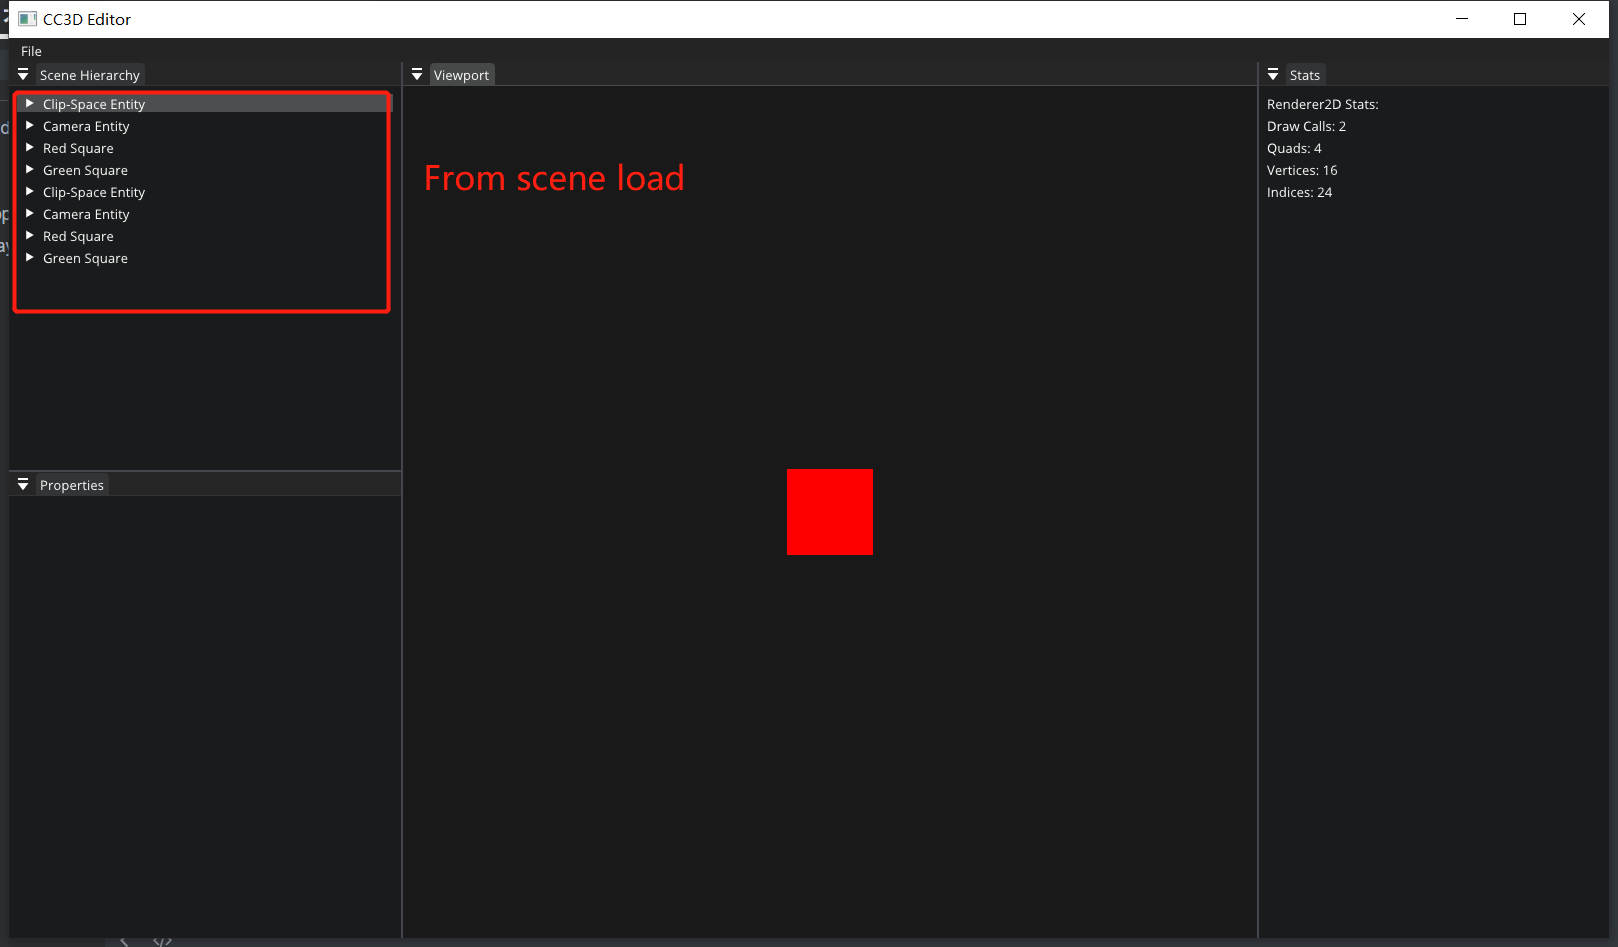 CC3D Editor
File
Scene Hierarchy
Clip-Space Entity
Camera Entity
Red Square
Green Square
Clip-Space Entity
Camera Entity
Red Square
Green Square
Properties
Viewport
From scene load
Stats
Renderer2D Stats:
Draw Calls: 2
Quads: 4
Vertices: 16
Indices: 24